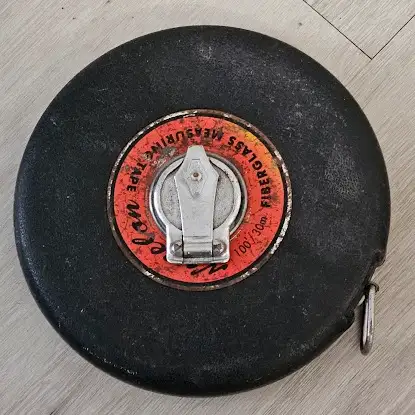 FIBERGLASS MEASURING TAPE
100'/30m